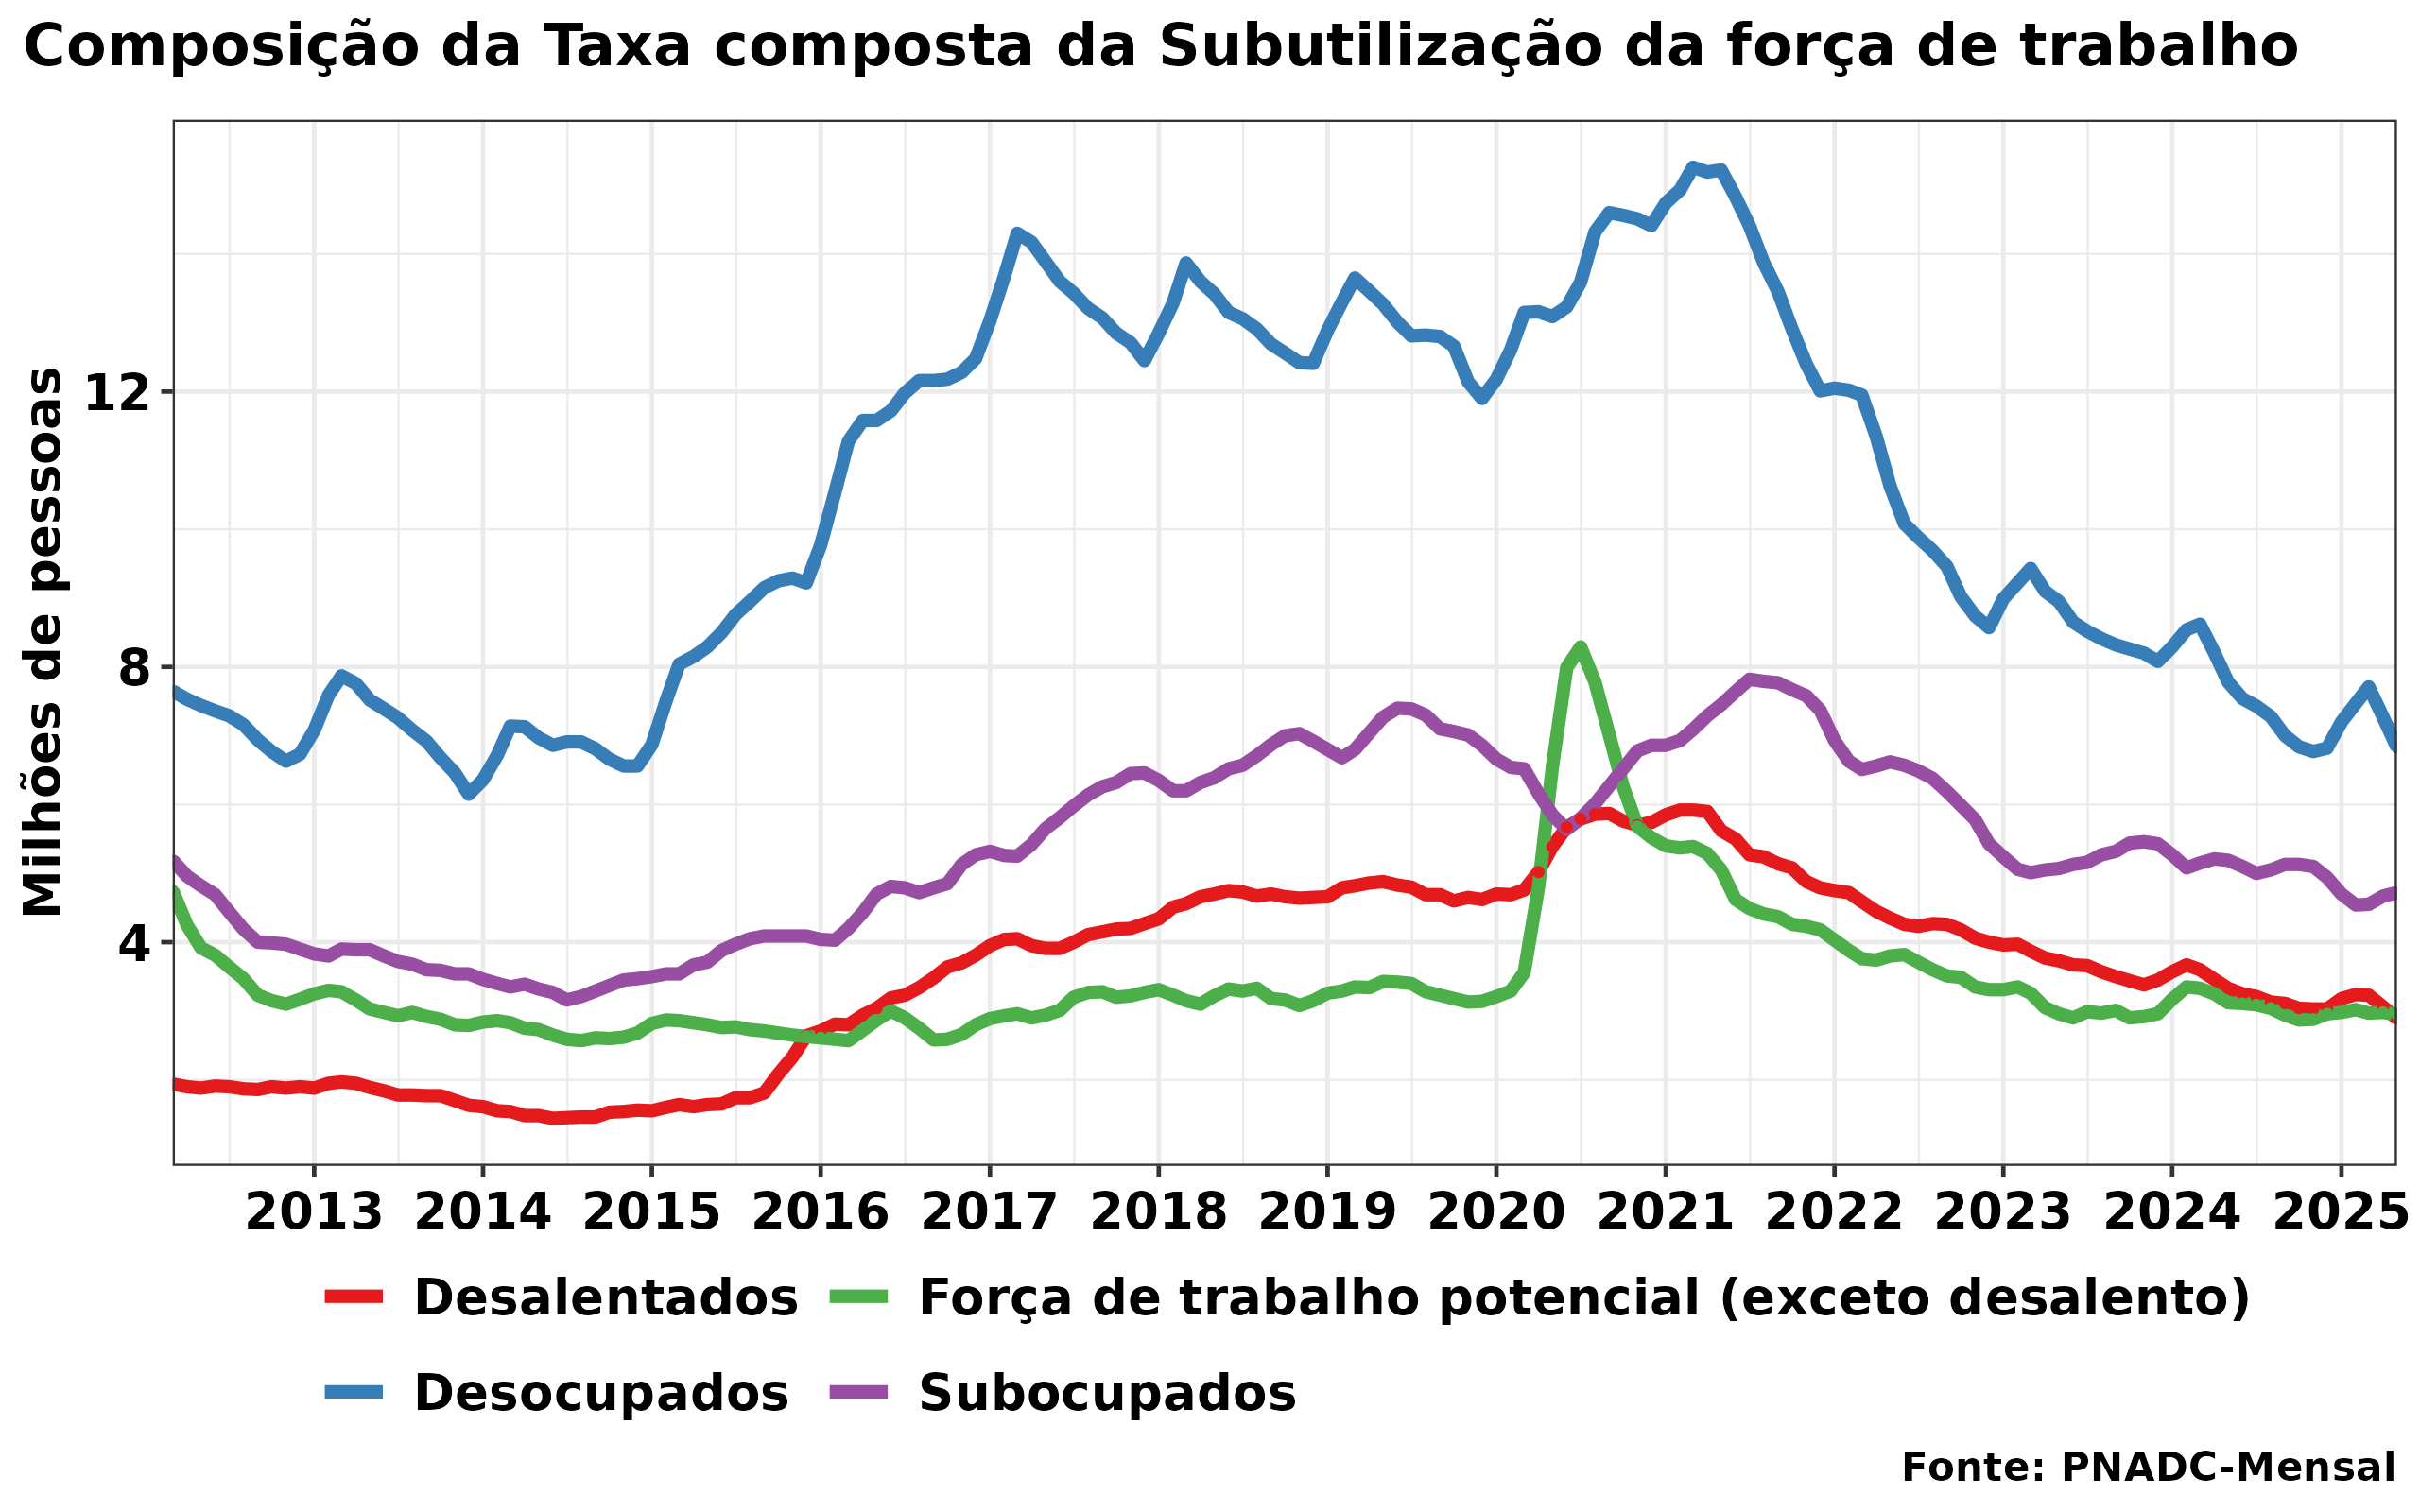 Composição da Taxa composta da Subutilização da força de trabalho
Milhões de pessoas
12
8
4
2013 2014 2015 2016 2017 2018 2019 2020 2021 2022 2023 2024 2025
Desalentados Força de trabalho potencial (exceto desalento)
Desocupados Subocupados
Fonte: PNADC-Mensal